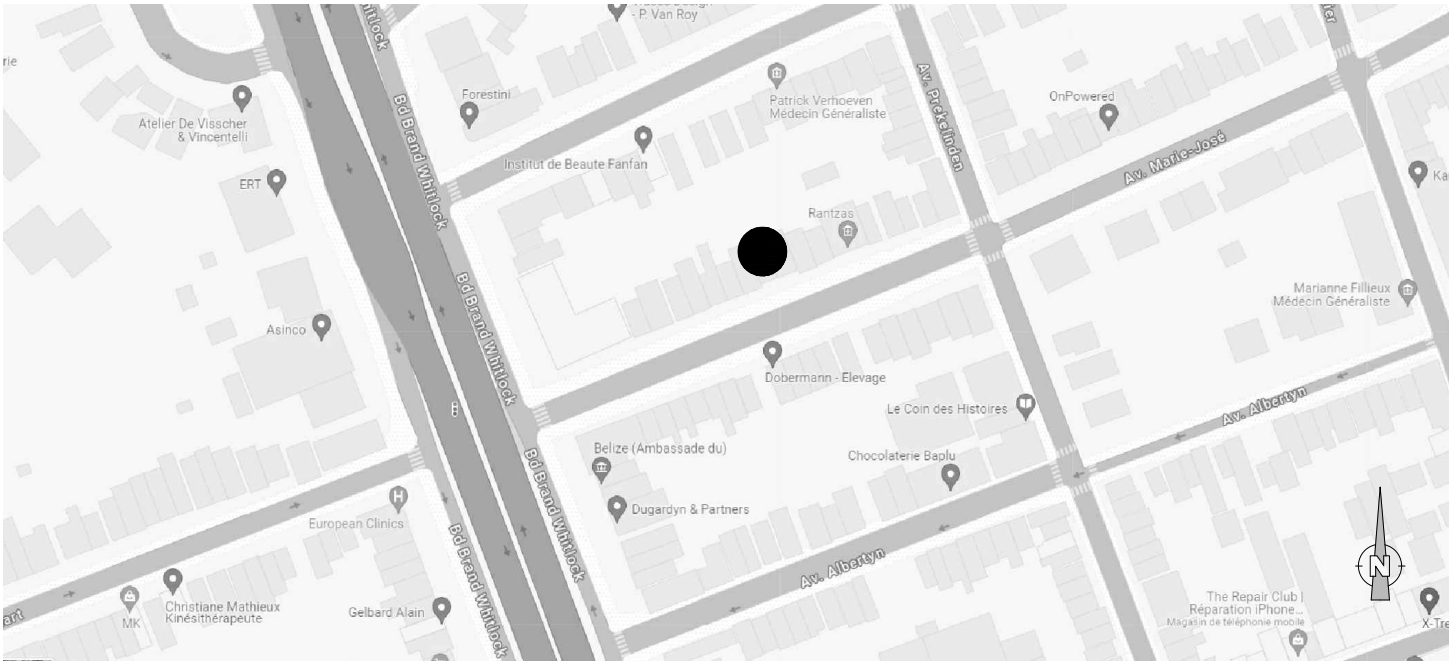 - P. Van Roy
Forestini
Atelier De Visscher
& Vincentelli
Patrick Verhoeven
Médecin Généraliste
OnPowered
Av. Prekelinden
Bd Brand Whitlock
Institut de Beaute Fanfan
Av. Marie-José
ERT
Rantzas
Bd Brand Whitlock
Marianne Fillieux
Médecin Généraliste
Asinco
Dobermann - Elevage
Le Coin des Histoires
Av. Albertyn
Belize (Ambassade du)
Chocolaterie Baplu
Bd Brand Whitlock
Dugardyn & Partners
H
European Clinics
Bd Brand Whitlock
Av. Albertyn
N
Christiane Mathieux
Kinésithérapeute
MK
Gelbard Alain
The Repair Club |
Réparation iPhone...
Magasin de téléphonie mobile
X-Tre